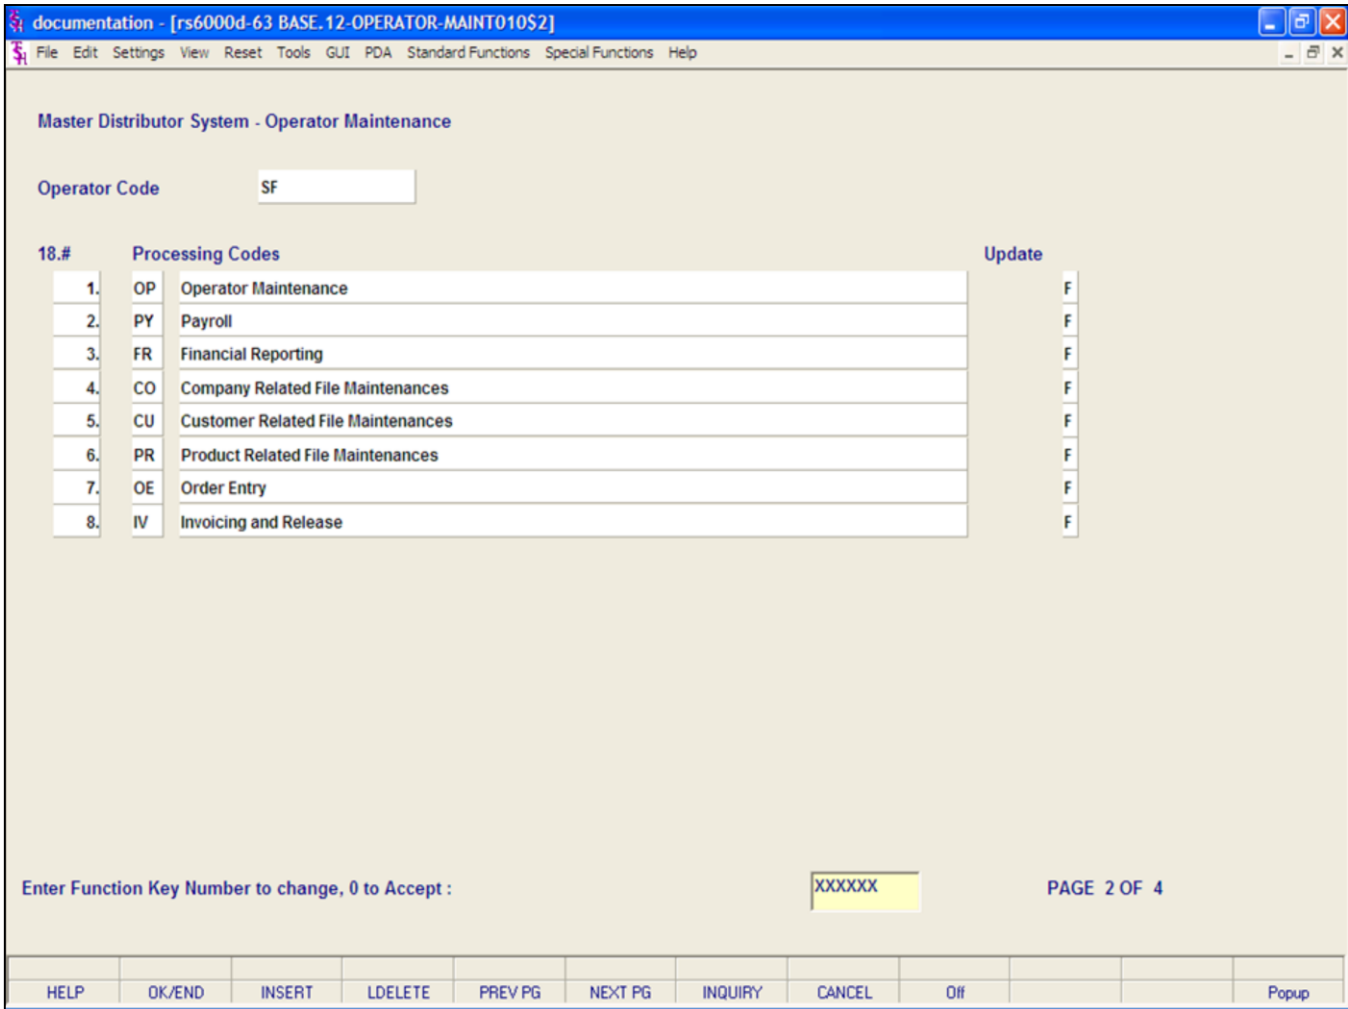 documentation - [rs6000d-63 BASE.12-OPERATOR-MAINT010$2]
File Edit Settings View Reset Tools GUI PDA Standard Functions Special Functions Help
Master Distributor System - Operator Maintenance
Operator Code SF
18.# Processing Codes Update
1. OP Operator Maintenance F
2. PY Payroll F
3. FR Financial Reporting F
4. CO Company Related File Maintenances F
5. CU Customer Related File Maintenances F
6. PR Product Related File Maintenances F
7. OE Order Entry F
8. IV Invoicing and Release F
Enter Function Key Number to change, 0 to Accept : XXXXXX PAGE 2 OF 4
HELP OK/END INSERT LDELETE PREV PG NEXT PG INQUIRY CANCEL Off Popup